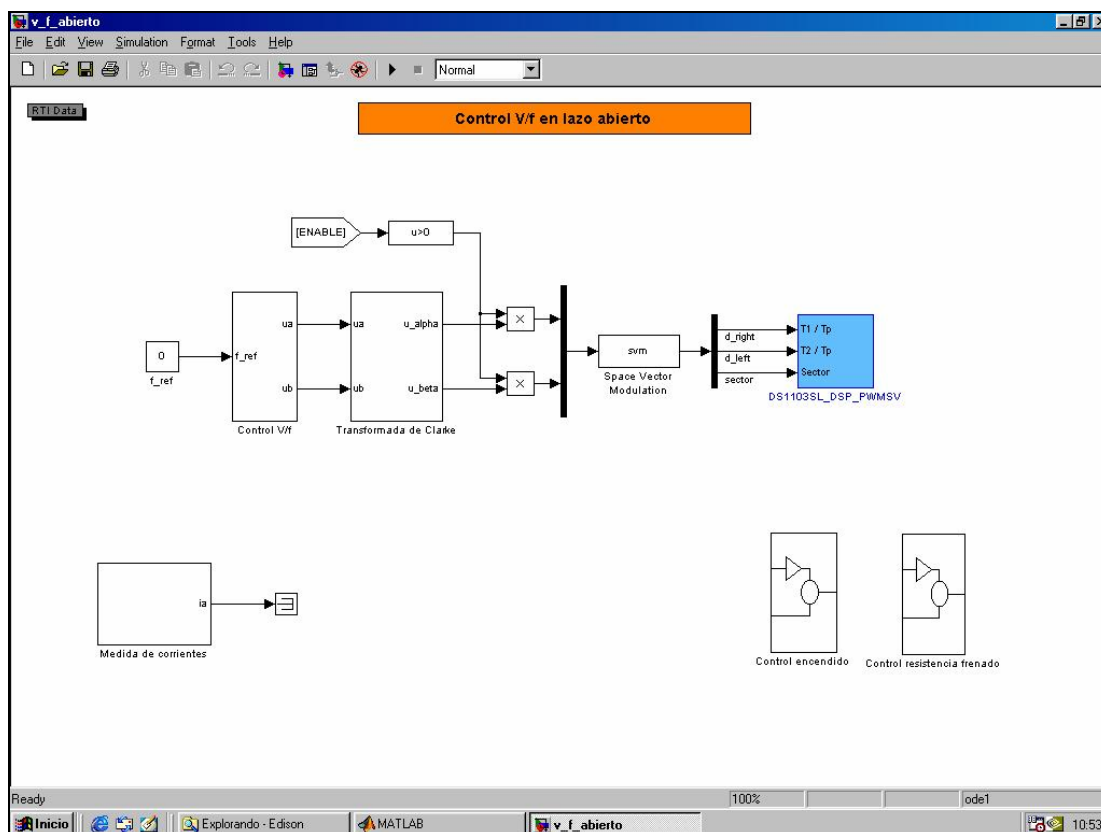 v_f_abierto
File Edit View Simulation Format Tools Help
Normal
RTI Data
Control V/f en lazo abierto
[ENABLE]
u>0
ua
ub
f_ref
Control V/f
0
f_ref
ua
ub
u_alpha
u_beta
Transformada de Clarke
×
×
svm
Space Vector
Modulation
d_right
d_left
sector
T1 / Tp
T2 / Tp
Sector
DS1103SL_DSP_PWMSV
ia
Medida de corrientes
Control encendido
Control resistencia frenado
Ready
100%
ode1
Inicio
Explorando - Edison
MATLAB
v_f_abierto
10:53